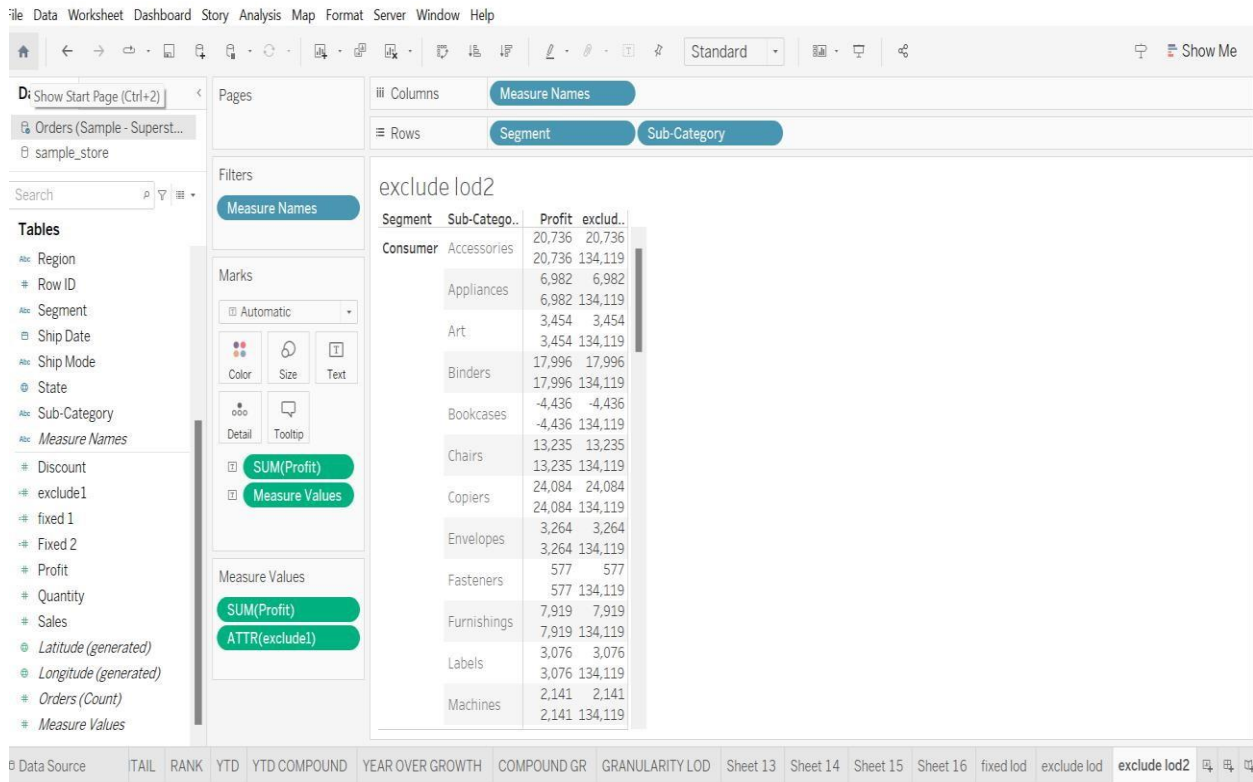 File Data Worksheet Dashboard Story Analysis Map Format Server Window Help
Standard
Show Me
Show Start Page (Ctrl+2)
Orders (Sample - Superst...
sample_store
Search
Tables
Abc Region
# Row ID
Abc Segment
Ship Date
Abc Ship Mode
State
Abc Sub-Category
Abc Measure Names
# Discount
=# exclude1
=# fixed 1
=# Fixed 2
# Profit
# Quantity
# Sales
Latitude (generated)
Longitude (generated)
# Orders (Count)
# Measure Values
Pages
Filters
Measure Names
Marks
Automatic
Color Size Text
Detail Tooltip
SUM(Profit)
Measure Values
Measure Values
SUM(Profit)
ATTR(exclude1)
Columns Measure Names
Rows Segment Sub-Category
exclude lod2
Segment Sub-Catego.. Profit exclud..
20,736 20,736
Consumer Accessories
20,736 134,119
6,982 6,982
Appliances
6,982 134,119
3,454 3,454
Art
3,454 134,119
17,996 17,996
Binders
17,996 134,119
-4,436 -4,436
Bookcases
-4,436 134,119
13,235 13,235
Chairs
13,235 134,119
24,084 24,084
Copiers
24,084 134,119
3,264 3,264
Envelopes
3,264 134,119
577 577
Fasteners
577 134,119
7,919 7,919
Furnishings
7,919 134,119
3,076 3,076
Labels
3,076 134,119
2,141 2,141
Machines
2,141 134,119
Data Source TAIL RANK YTD YTD COMPOUND YEAR OVER GROWTH COMPOUND GR GRANULARITY LOD Sheet 13 Sheet 14 Sheet 15 Sheet 16 fixed lod exclude lod exclude lod2